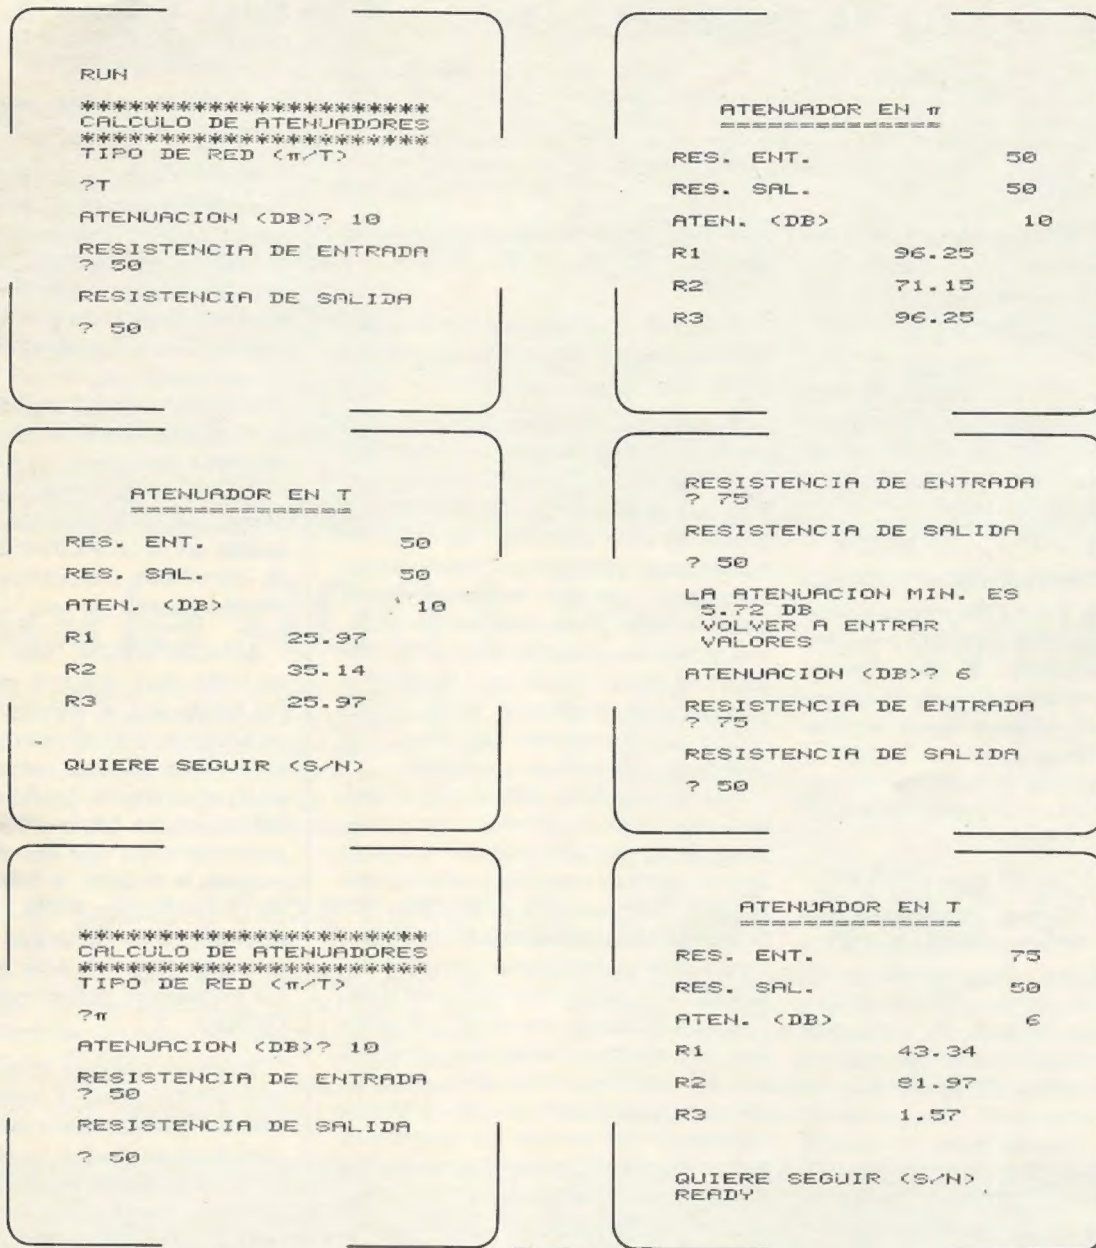 RUN
**********************
CALCULO DE ATENUADORES
**********************
TIPO DE RED (π/T)
?T
ATENUACION (DB)? 10
RESISTENCIA DE ENTRADA
? 50
RESISTENCIA DE SALIDA
? 50
ATENUADOR EN T
==============
RES. ENT. 50
RES. SAL. 50
ATEN. (DB) 10
R1 25.97
R2 35.14
R3 25.97
QUIERE SEGUIR (S/N)
**********************
CALCULO DE ATENUADORES
**********************
TIPO DE RED (π/T)
?π
ATENUACION (DB)? 10
RESISTENCIA DE ENTRADA
? 50
RESISTENCIA DE SALIDA
? 50
ATENUADOR EN π
==============
RES. ENT. 50
RES. SAL. 50
ATEN. (DB) 10
R1 96.25
R2 71.15
R3 96.25
RESISTENCIA DE ENTRADA
? 75
RESISTENCIA DE SALIDA
? 50
LA ATENUACION MIN. ES
5.72 DB
VOLVER A ENTRAR
VALORES
ATENUACION (DB)? 6
RESISTENCIA DE ENTRADA
? 75
RESISTENCIA DE SALIDA
? 50
ATENUADOR EN T
==============
RES. ENT. 75
RES. SAL. 50
ATEN. (DB) 6
R1 43.34
R2 81.97
R3 1.57
QUIERE SEGUIR (S/N)
READY